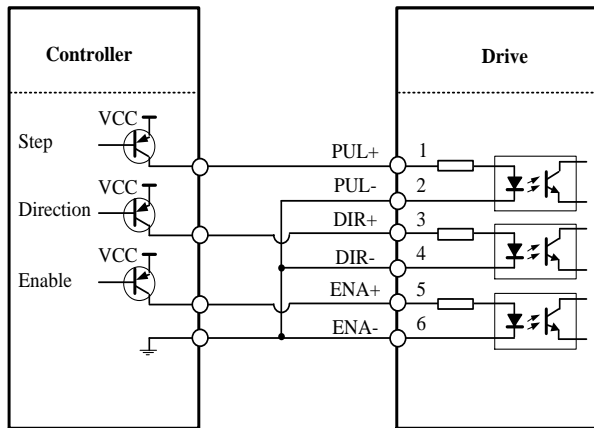 Controller
Drive
VCC
Step
PUL+ 1
PUL- 2
VCC
Direction
DIR+ 3
DIR- 4
VCC
Enable
ENA+ 5
ENA- 6